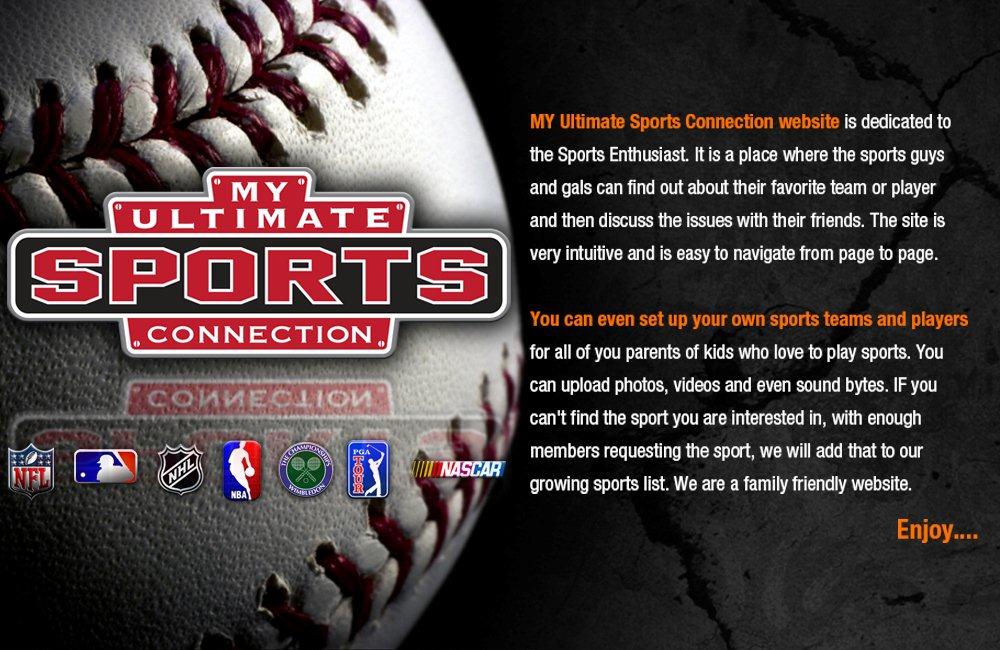 MY
ULTIMATE
SPORTS
CONNECTION
CONNECTION
NFL
NHL
NBA
THE CHAMPIONSHIPS
WIMBLEDON
PGA
TOUR
NASCAR
MY Ultimate Sports Connection website is dedicated to
the Sports Enthusiast. It is a place where the sports guys
and gals can find out about their favorite team or player
and then discuss the issues with their friends. The site is
very intuitive and is easy to navigate from page to page.
You can even set up your own sports teams and players
for all of you parents of kids who love to play sports. You
can upload photos, videos and even sound bytes. IF you
can't find the sport you are interested in, with enough
members requesting the sport, we will add that to our
growing sports list. We are a family friendly website.
Enjoy....